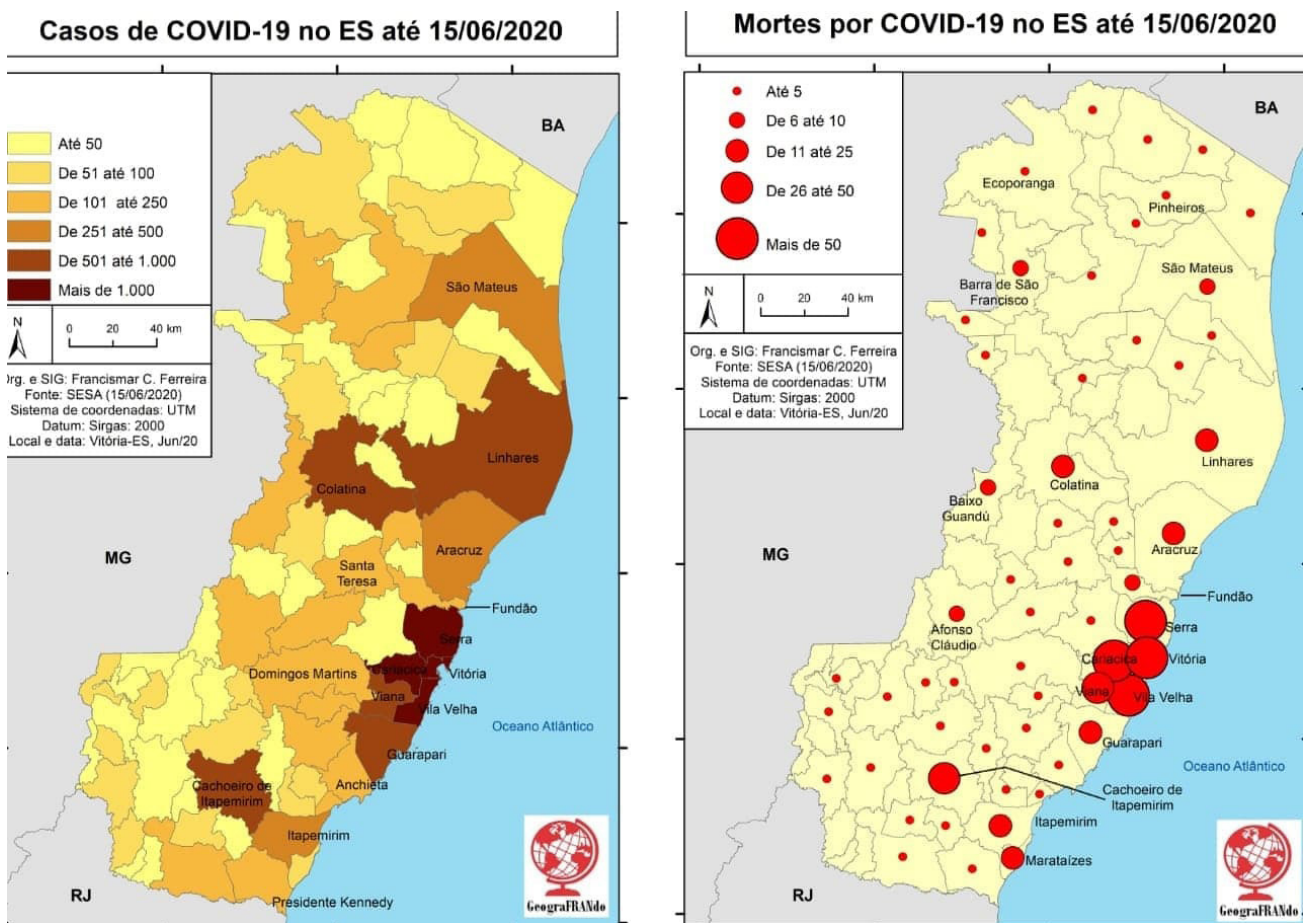 Casos de COVID-19 no ES até 15/06/2020
BA
Até 50
De 51 até 100
De 101 até 250
De 251 até 500
De 501 até 1.000
Mais de 1.000
N
0 20 40 km
Org. e SIG: Francismar C. Ferreira
Fonte: SESA (15/06/2020)
Sistema de coordenadas: UTM
Datum: Sirgas: 2000
Local e data: Vitória-ES, Jun/20
São Mateus
Linhares
Colatina
MG
Aracruz
Santa
Teresa
Fundão
Serra
Domingos Martins
Cariacica
Vitória
Viana
Vila Velha
Oceano Atlântico
Guarapari
Cachoeiro de
Itapemirim
Anchieta
Itapemirim
RJ
Presidente Kennedy
GeograFRANdo
Mortes por COVID-19 no ES até 15/06/2020
BA
Até 5
De 6 até 10
De 11 até 25
De 26 até 50
Mais de 50
N
0 20 40 km
Org. e SIG: Francismar C. Ferreira
Fonte: SESA (15/06/2020)
Sistema de coordenadas: UTM
Datum: Sirgas: 2000
Local e data: Vitória-ES, Jun/20
Ecoporanga
Pinheiros
São Mateus
Barra de São
Francisco
Linhares
Colatina
Baixo
Guandú
Aracruz
MG
Fundão
Afonso
Cláudio
Serra
Cariacica
Vitória
Viana
Vila Velha
Guarapari
Oceano Atlântico
Cachoeiro de
Itapemirim
Itapemirim
Marataízes
RJ
GeograFRANdo